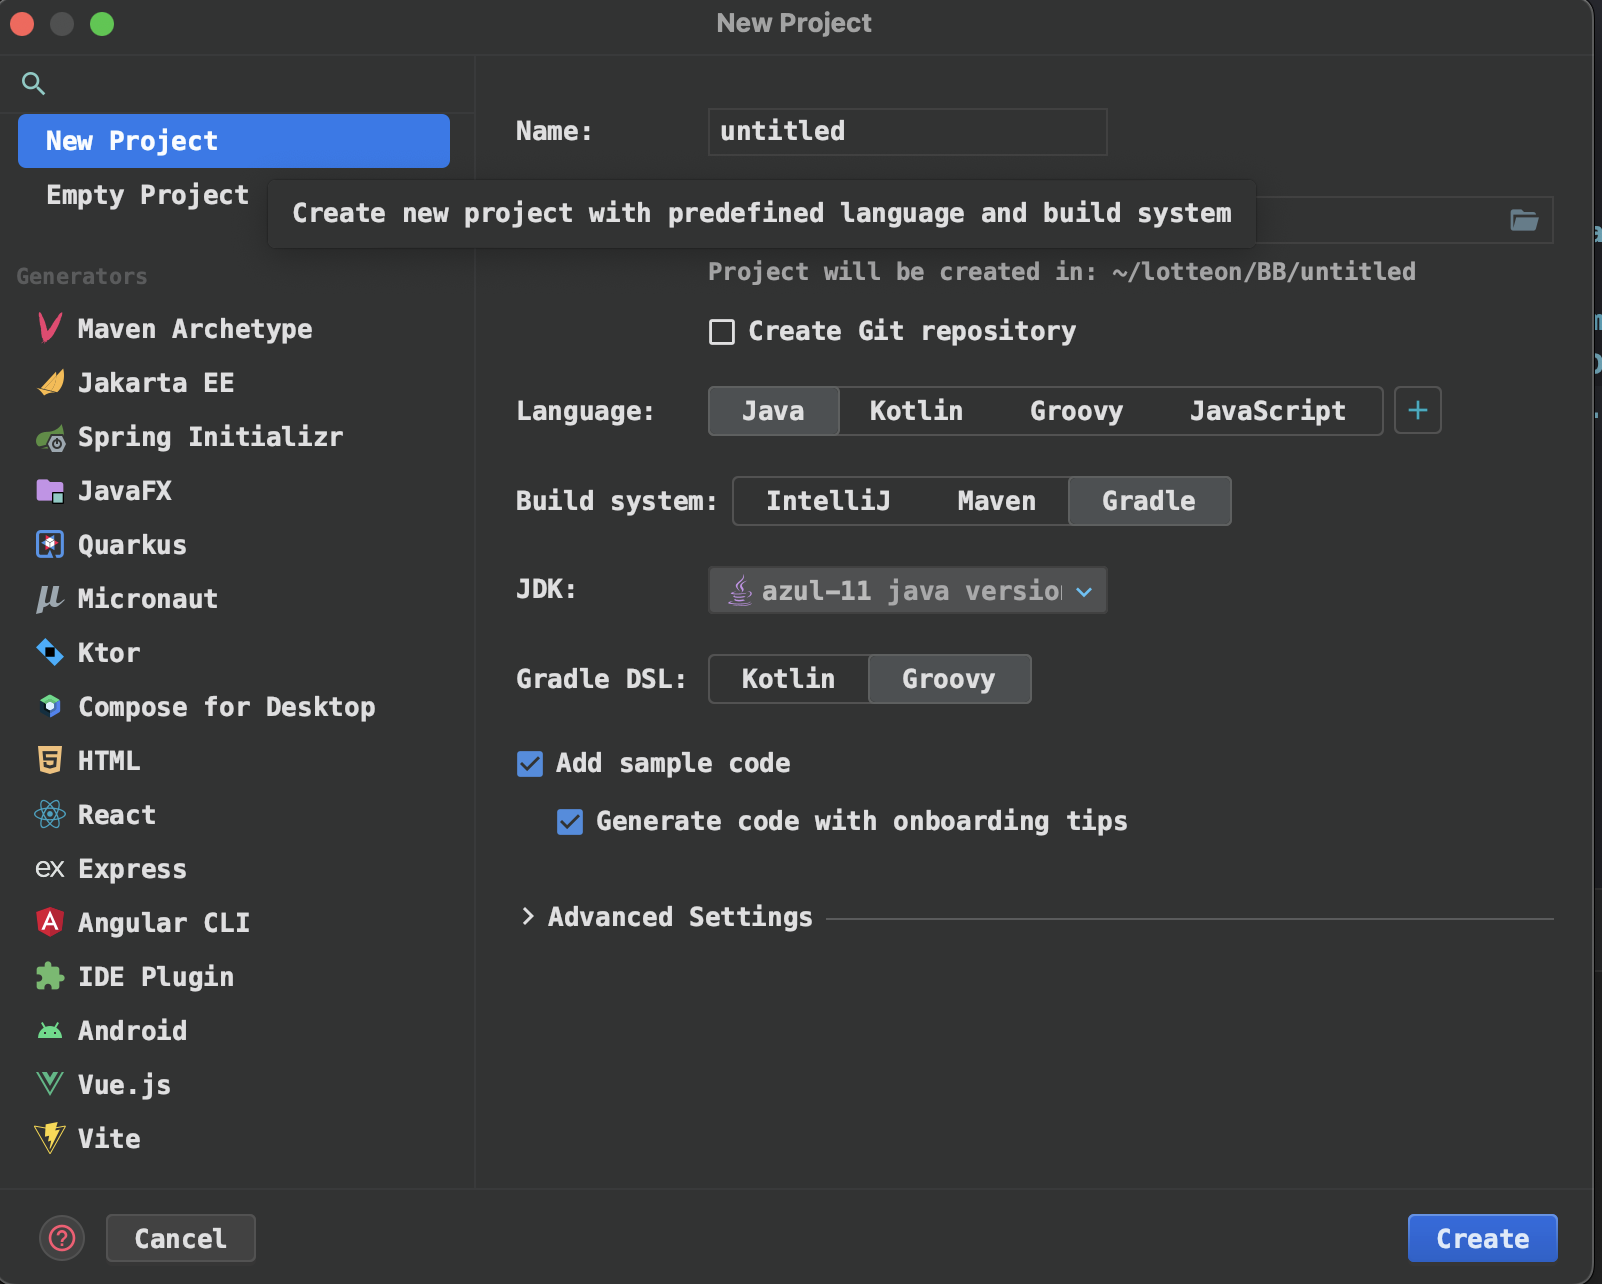 New Project
New Project
Empty Project
Generators
Maven Archetype
Jakarta EE
Spring Initializr
JavaFX
Quarkus
Micronaut
Ktor
Compose for Desktop
HTML
React
ex Express
Angular CLI
IDE Plugin
Android
Vue.js
Vite
Name: untitled
Create new project with predefined language and build system
Project will be created in: ~/lotteon/BB/untitled
Create Git repository
Language: Java Kotlin Groovy JavaScript +
Build system: IntelliJ Maven Gradle
JDK: azul-11 java version
Gradle DSL: Kotlin Groovy
Add sample code
Generate code with onboarding tips
Advanced Settings
? Cancel Create